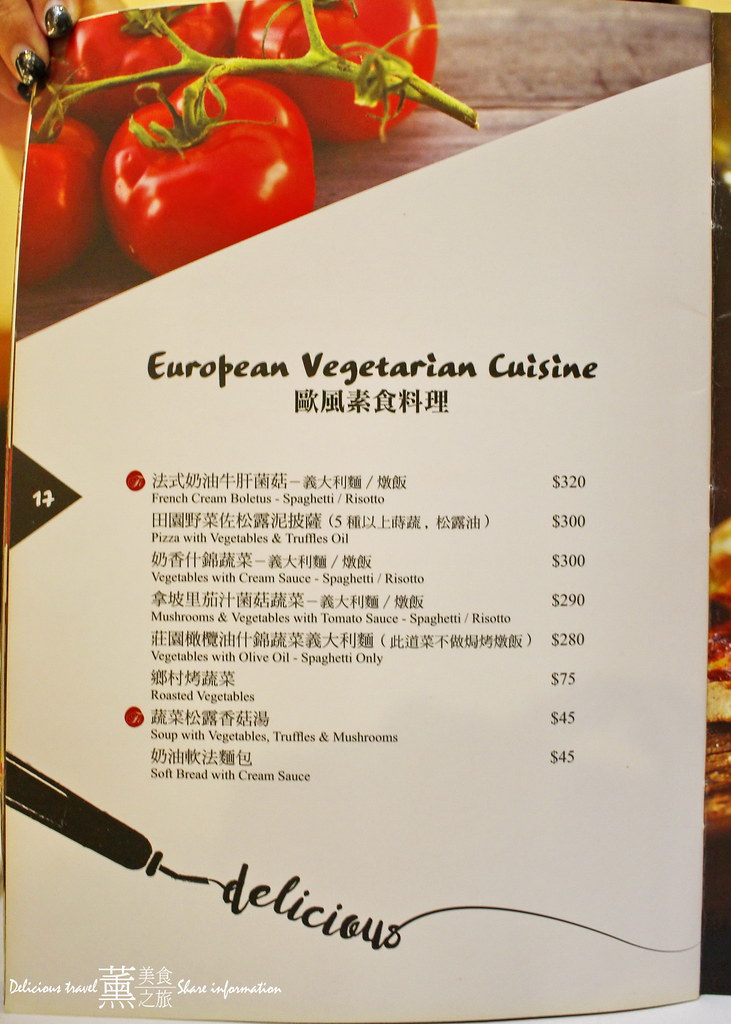 European Vegetarian Cuisine
歐風素食料理
17
法式奶油牛肝菌菇－義大利麵 / 燉飯 $320
French Cream Boletus - Spaghetti / Risotto
田園野菜佐松露泥披薩（5 種以上蒔蔬 , 松露油） $300
Pizza with Vegetables & Truffles Oil
奶香什錦蔬菜－義大利麵 / 燉飯 $300
Vegetables with Cream Sauce - Spaghetti / Risotto
拿坡里茄汁菌菇蔬菜－義大利麵 / 燉飯 $290
Mushrooms & Vegetables with Tomato Sauce - Spaghetti / Risotto
莊園橄欖油什錦蔬菜義大利麵（此道菜不做焗烤燉飯） $280
Vegetables with Olive Oil - Spaghetti Only
鄉村烤蔬菜 $75
Roasted Vegetables
蔬菜松露香菇湯 $45
Soup with Vegetables, Truffles & Mushrooms
奶油軟法麵包 $45
Soft Bread with Cream Sauce
delicious
Delicious travel 薰 美食之旅 Share information